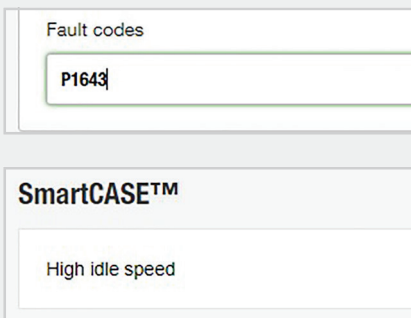 Fault codes
P1643
SmartCASE™
High idle speed